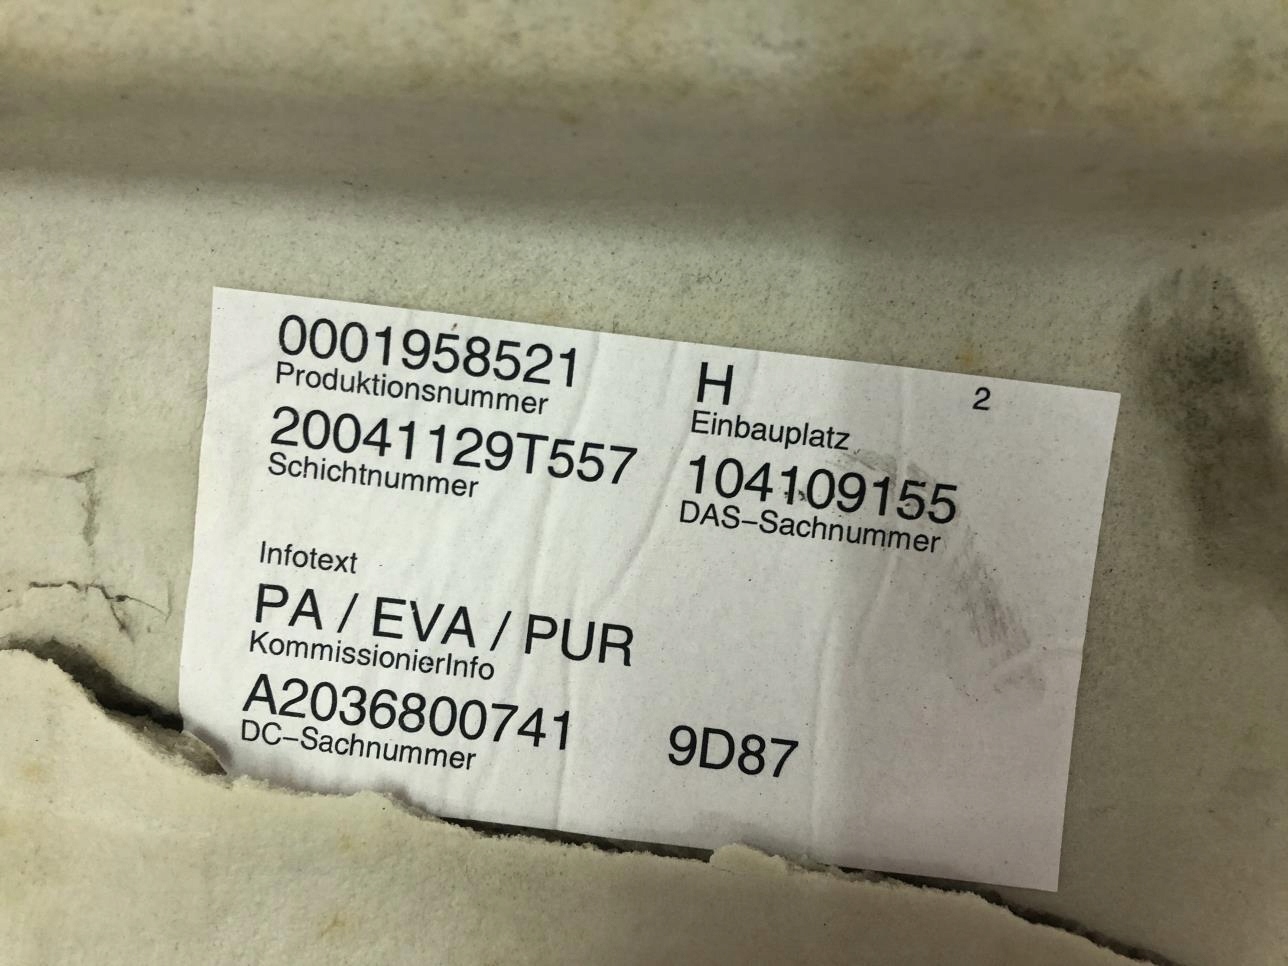 0001958521
Produktionsnummer
H
2
Einbauplatz
20041129T557
Schichtnummer
104109155
DAS-Sachnummer
Infotext
PA / EVA / PUR
KommissionierInfo
A2036800741
9D87
DC-Sachnummer